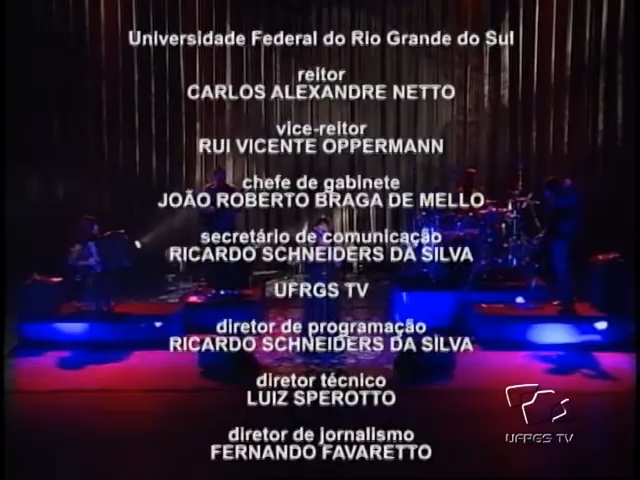 Universidade Federal do Rio Grande do Sul
reitor
CARLOS ALEXANDRE NETTO
vice-reitor
RUI VICENTE OPPERMANN
chefe de gabinete
JOÃO ROBERTO BRAGA DE MELLO
secretário de comunicação
RICARDO SCHNEIDERS DA SILVA
UFRGS TV
diretor de programação
RICARDO SCHNEIDERS DA SILVA
diretor técnico
LUIZ SPEROTTO
diretor de jornalismo
FERNANDO FAVARETTO
UFRGS TV